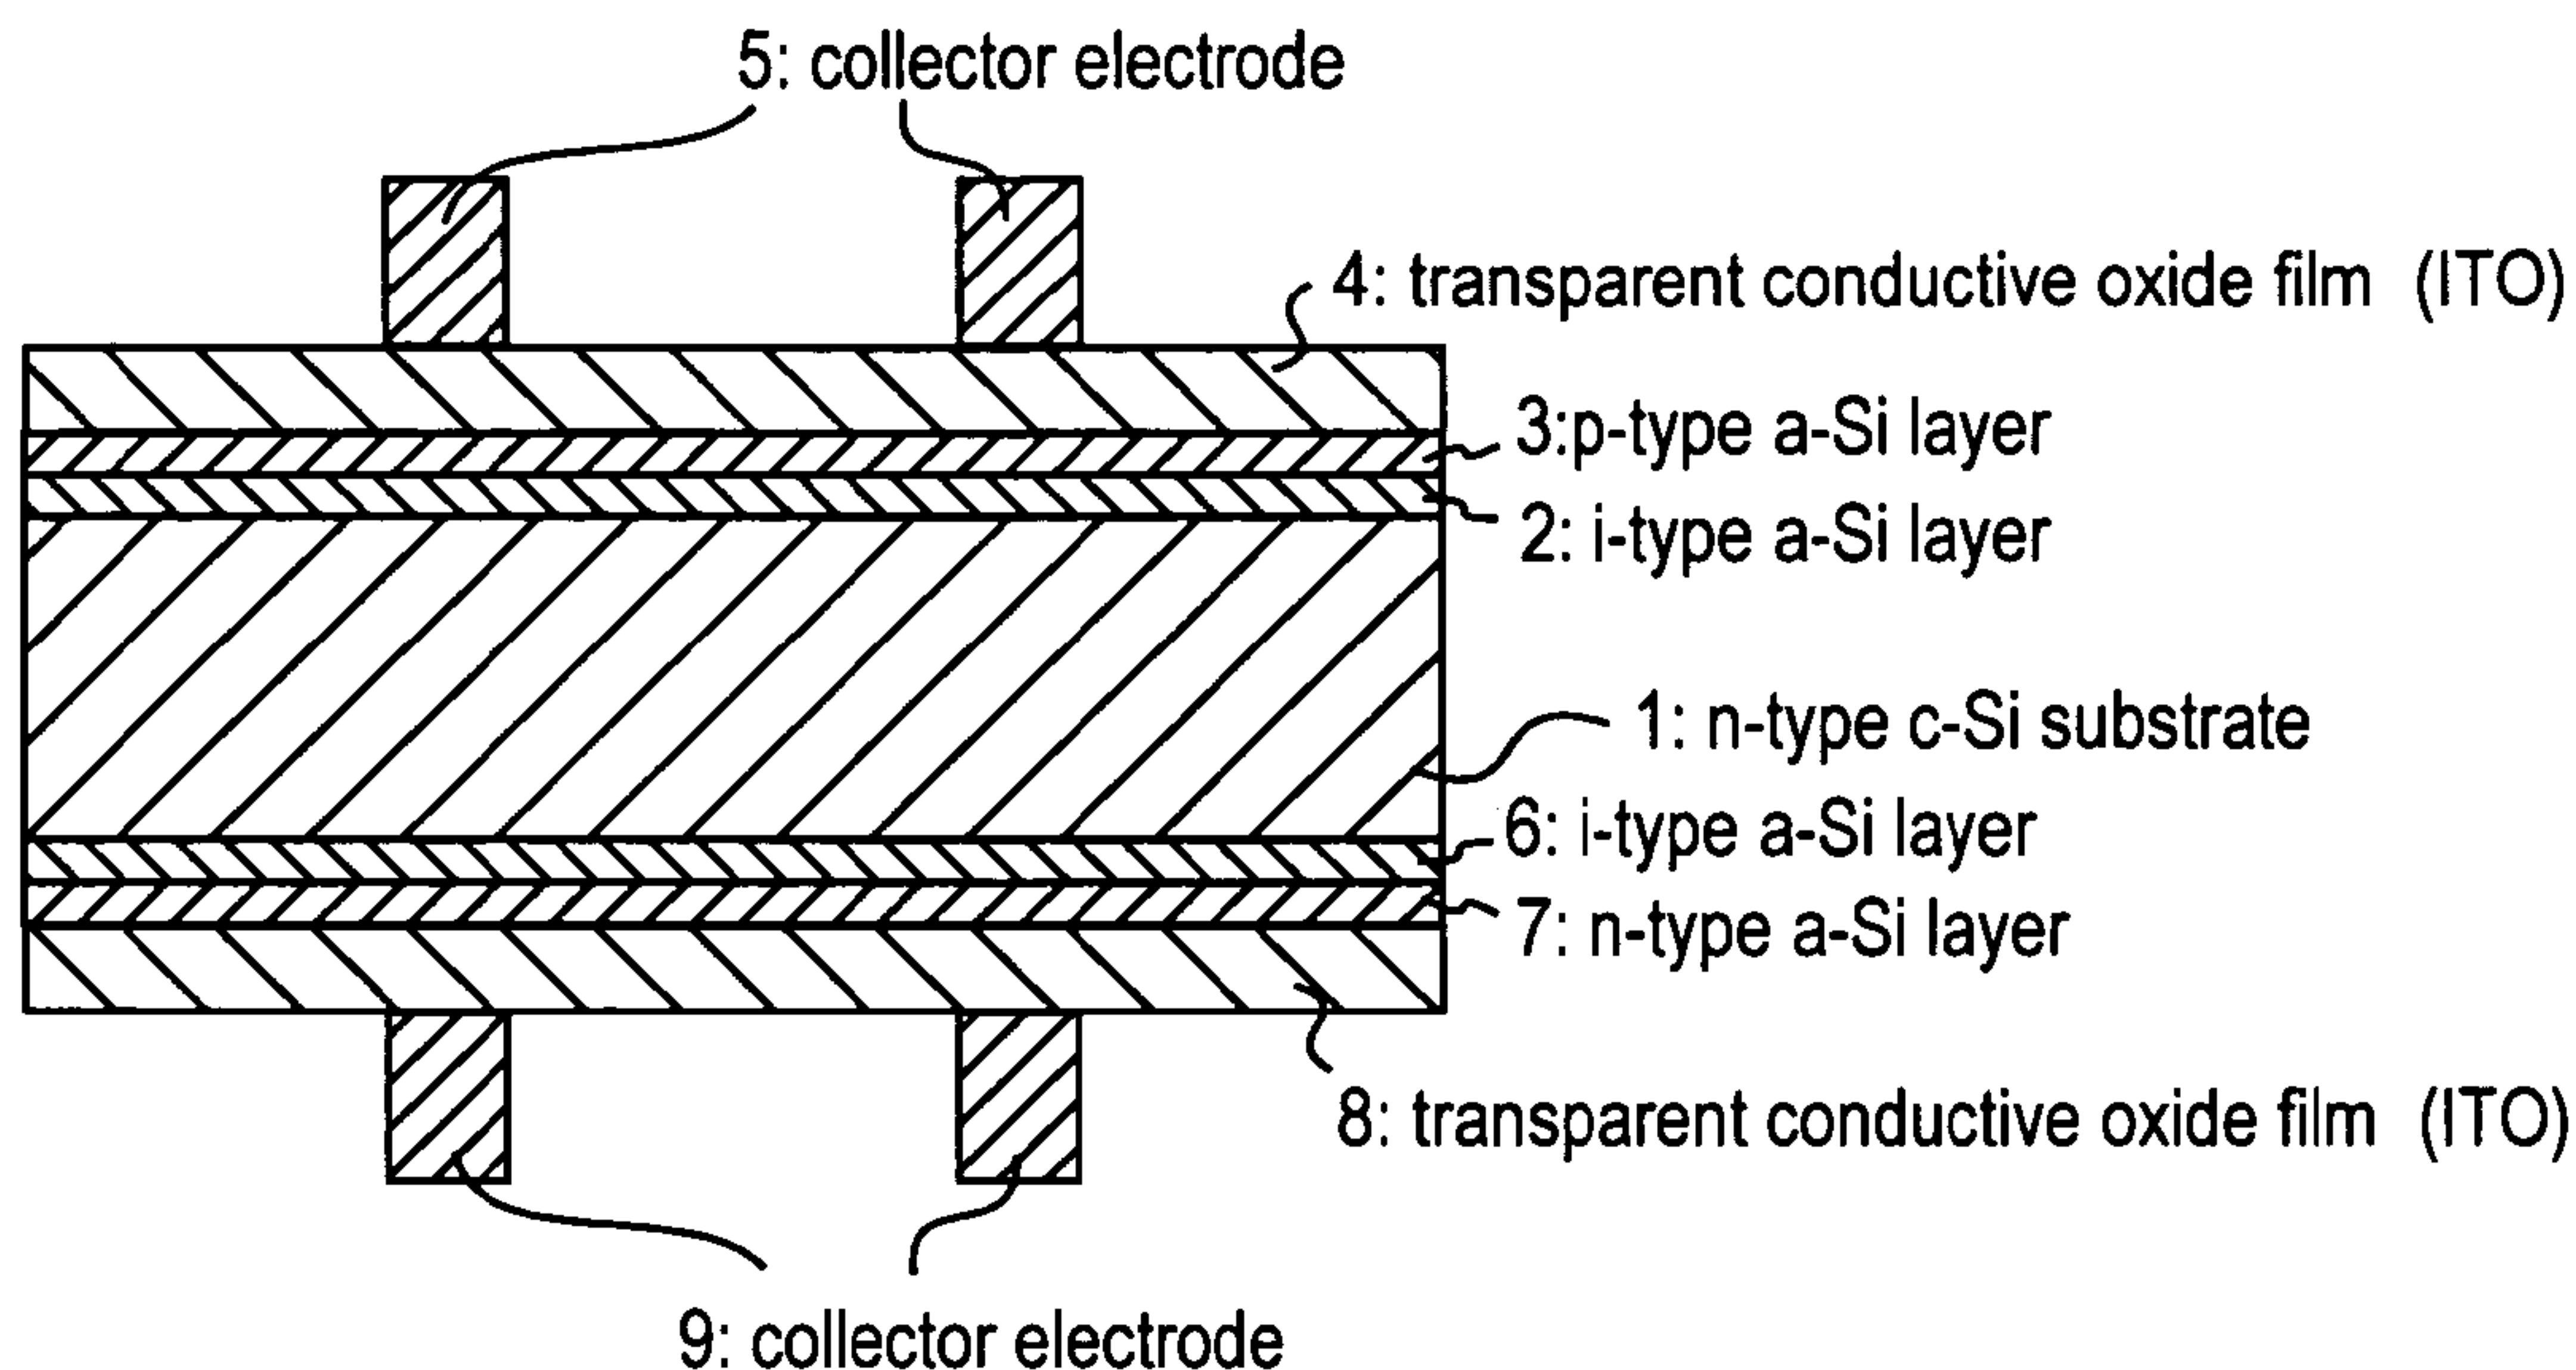 5: collector electrode
4: transparent conductive oxide film (ITO)
3:p-type a-Si layer
2: i-type a-Si layer
1: n-type c-Si substrate
6: i-type a-Si layer
7: n-type a-Si layer
8: transparent conductive oxide film (ITO)
9: collector electrode